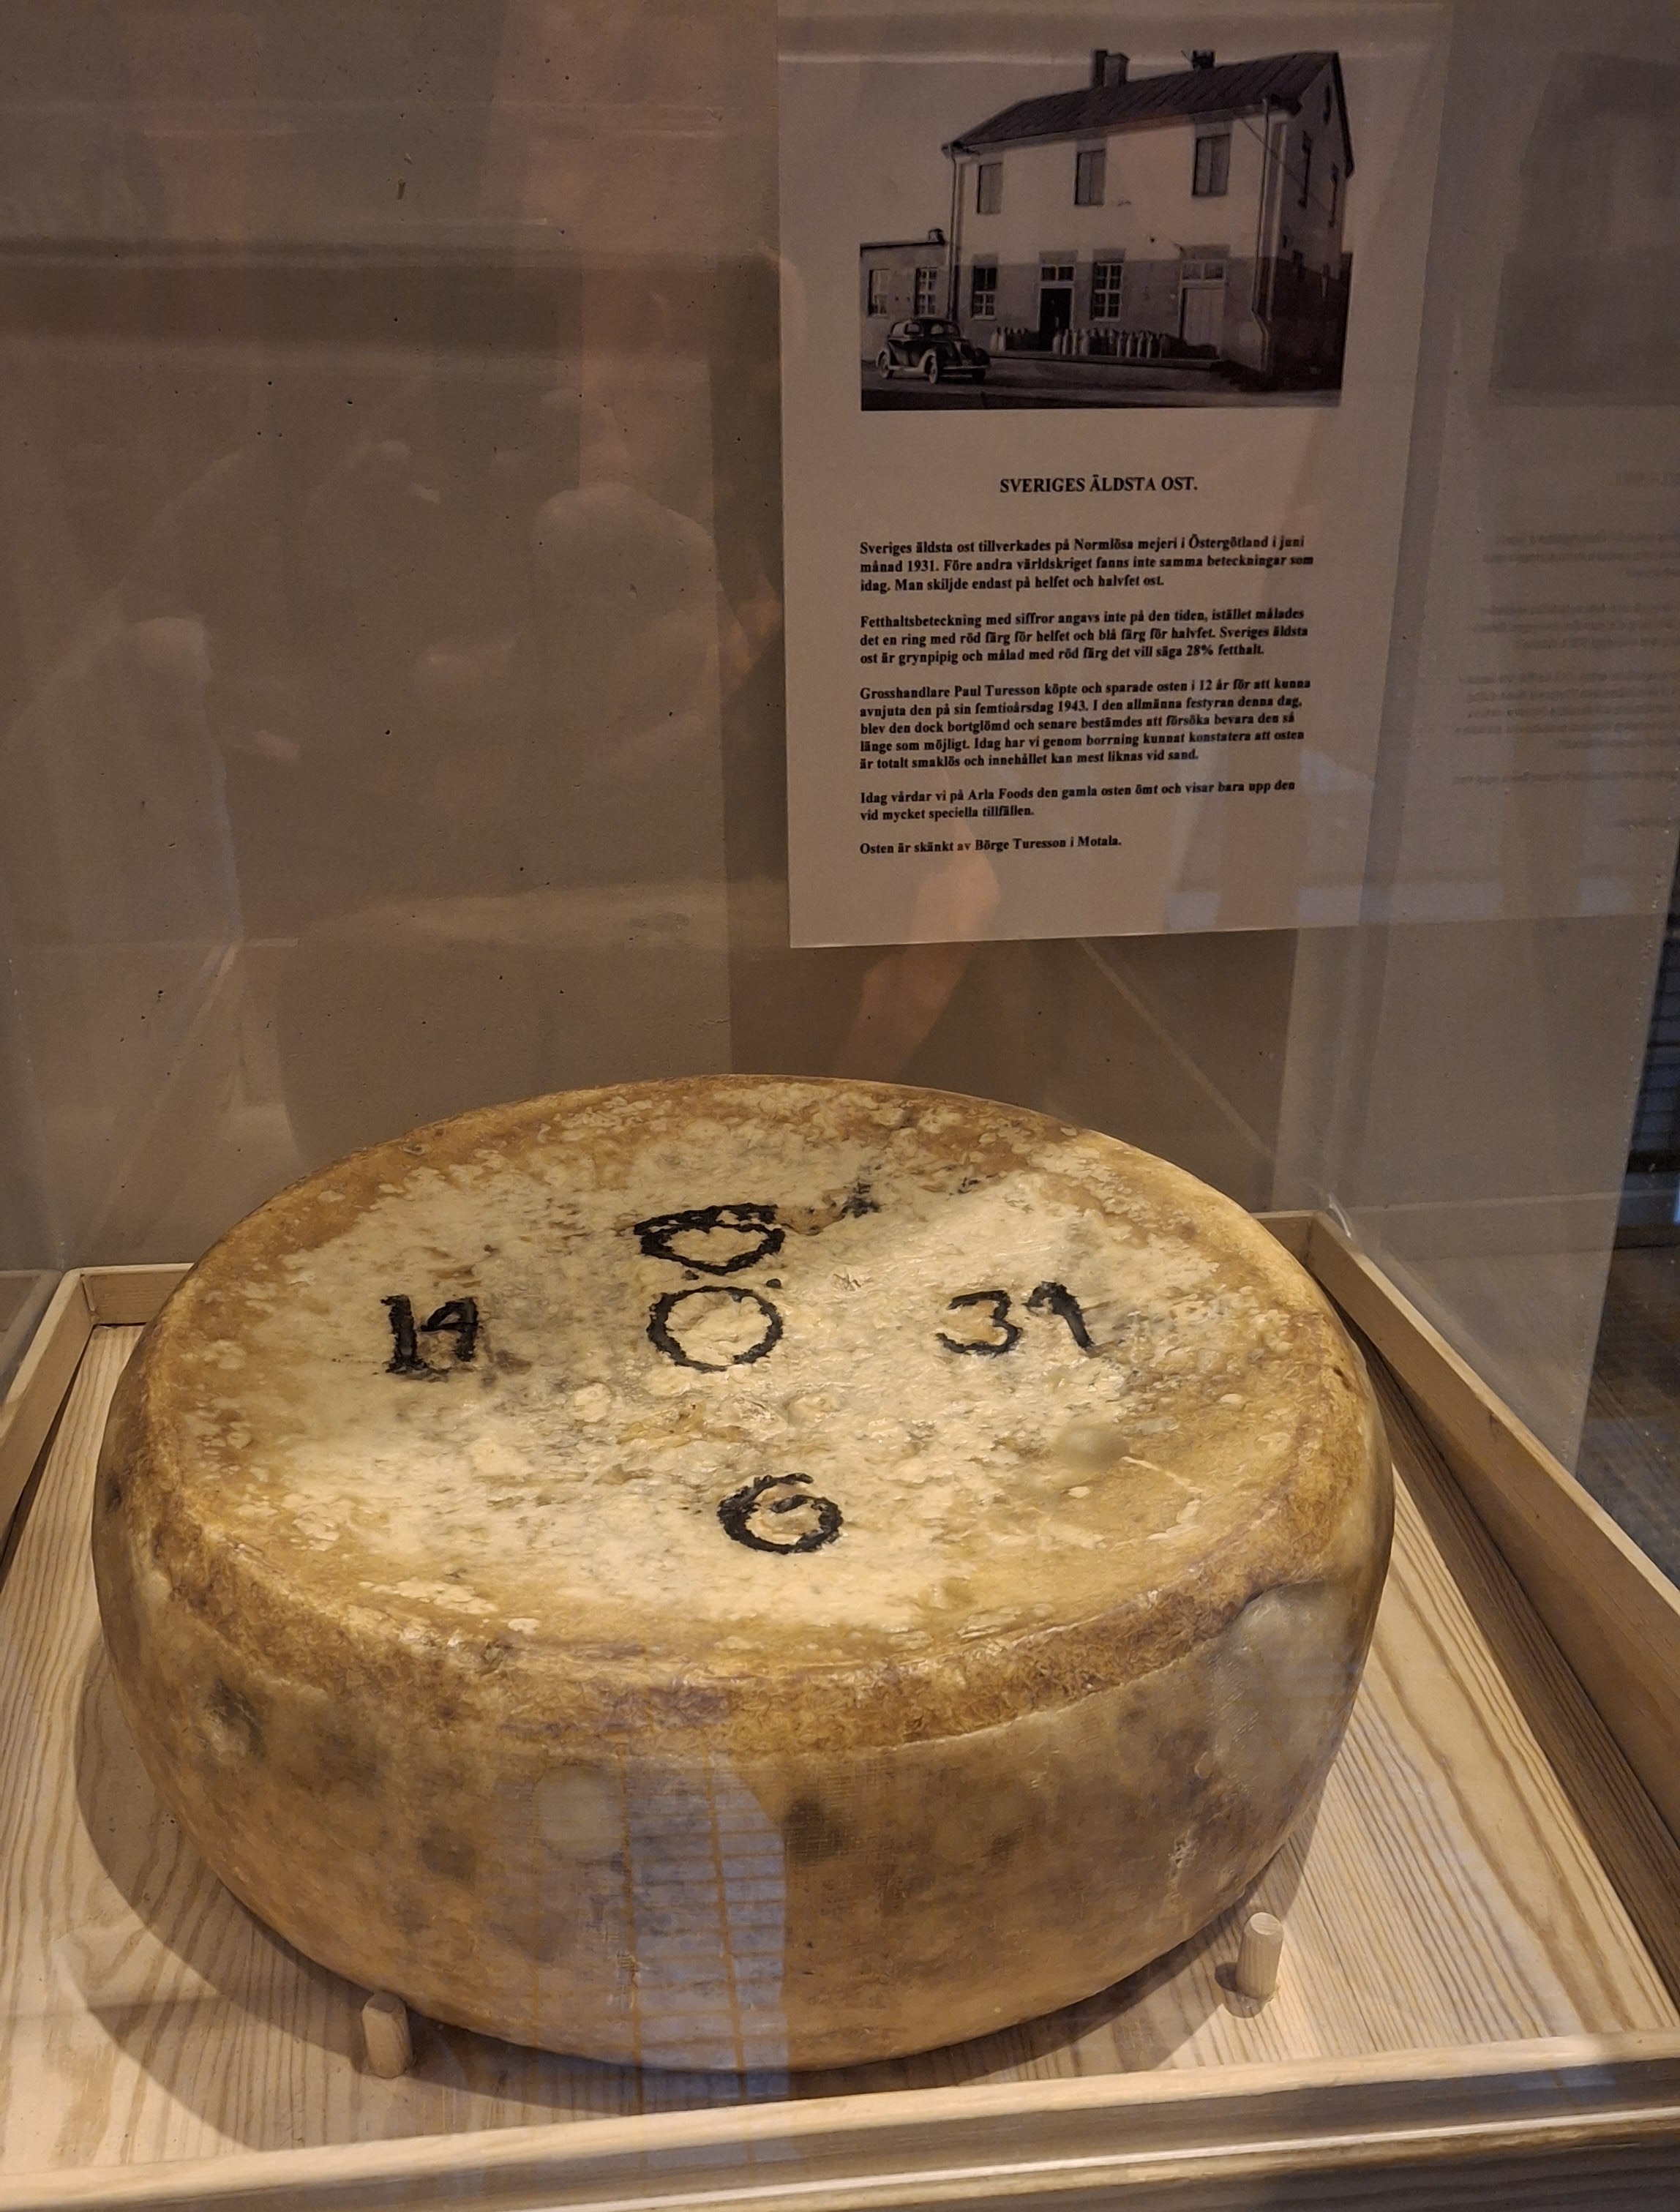 SVERIGES ÄLDSTA OST.
Sveriges äldsta ost tillverkades på Normlösa mejeri i Östergötland i juni
månad 1931. Före andra världskriget fanns inte samma beteckningar som
idag. Man skiljde endast på helfet och halvfet ost.
Fetthaltsbeteckning med siffror angavs inte på den tiden, istället målades
det en ring med röd färg för helfet och blå färg för halvfet. Sveriges äldsta
ost är grynpipig och målad med röd färg det vill säga 28% fetthalt.
Grosshandlare Paul Turesson köpte och sparade osten i 12 år för att kunna
avnjuta den på sin femtioårsdag 1943. I den allmänna festyran denna dag,
blev den dock bortglömd och senare bestämdes att försöka bevara den så
länge som möjligt. Idag har vi genom borrning kunnat konstatera att osten
är totalt smaklös och innehållet kan mest liknas vid sand.
Idag vårdar vi på Arla Foods den gamla osten ömt och visar bara upp den
vid mycket speciella tillfällen.
Osten är skänkt av Börge Turesson i Motala.
39
6